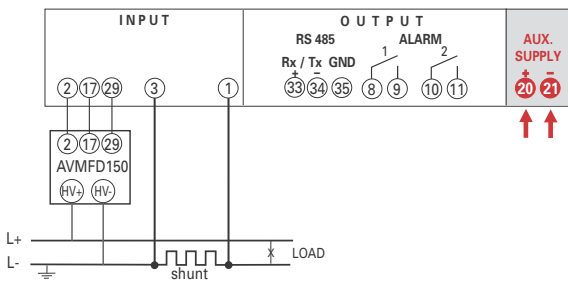 INPUT
OUTPUT
RS 485 ALARM
AUX.
SUPPLY
1 2
Rx / Tx GND
+ − + −
2 17 29 3 1 33 34 35 8 9 10 11 20 21
2 17 29
AVMFD150
HV+ HV-
L+
X LOAD
L-
shunt